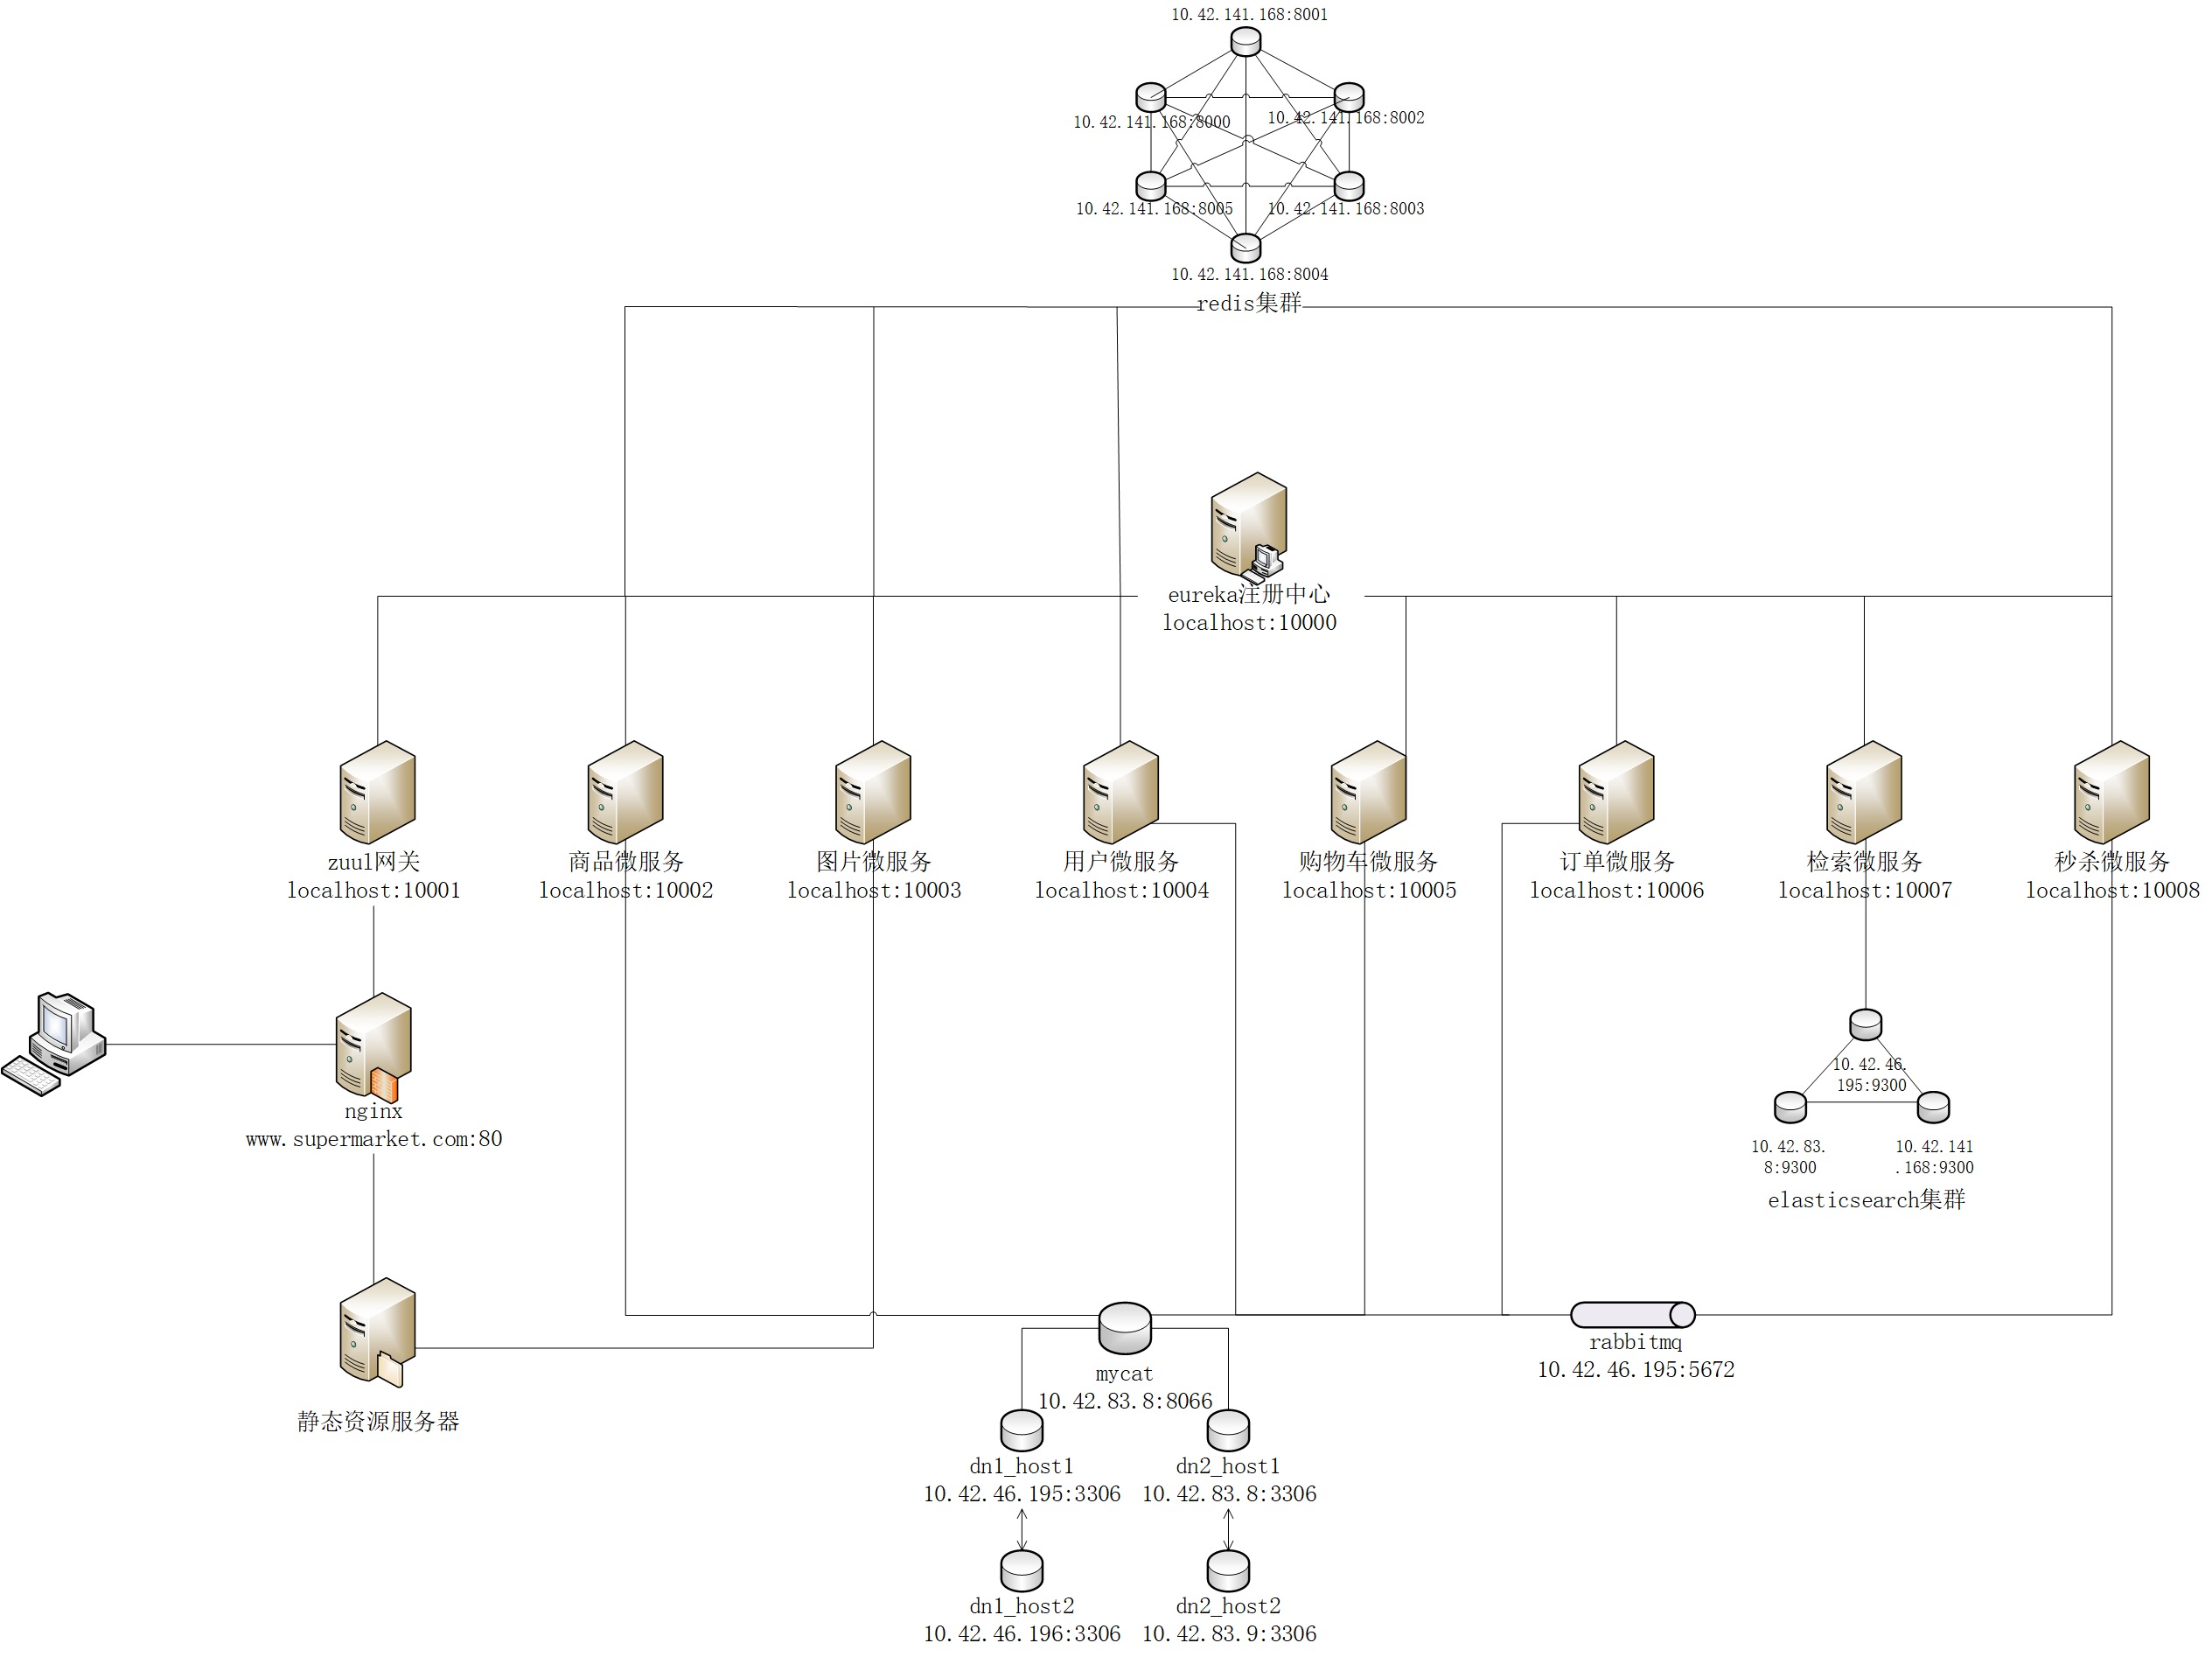 10.42.141.168:8001
10.42.141.168:8000
10.42.141.168:8002
10.42.141.168:8005
10.42.141.168:8003
10.42.141.168:8004
redis集群
eureka注册中心
localhost:10000
zuul网关
localhost:10001
商品微服务
localhost:10002
图片微服务
localhost:10003
用户微服务
localhost:10004
购物车微服务
localhost:10005
订单微服务
localhost:10006
检索微服务
localhost:10007
秒杀微服务
localhost:10008
nginx
www.supermarket.com:80
10.42.46.
195:9300
10.42.83.
8:9300
10.42.141
.168:9300
elasticsearch集群
静态资源服务器
mycat
10.42.83.8:8066
rabbitmq
10.42.46.195:5672
dn1_host1
10.42.46.195:3306
dn2_host1
10.42.83.8:3306
dn1_host2
10.42.46.196:3306
dn2_host2
10.42.83.9:3306